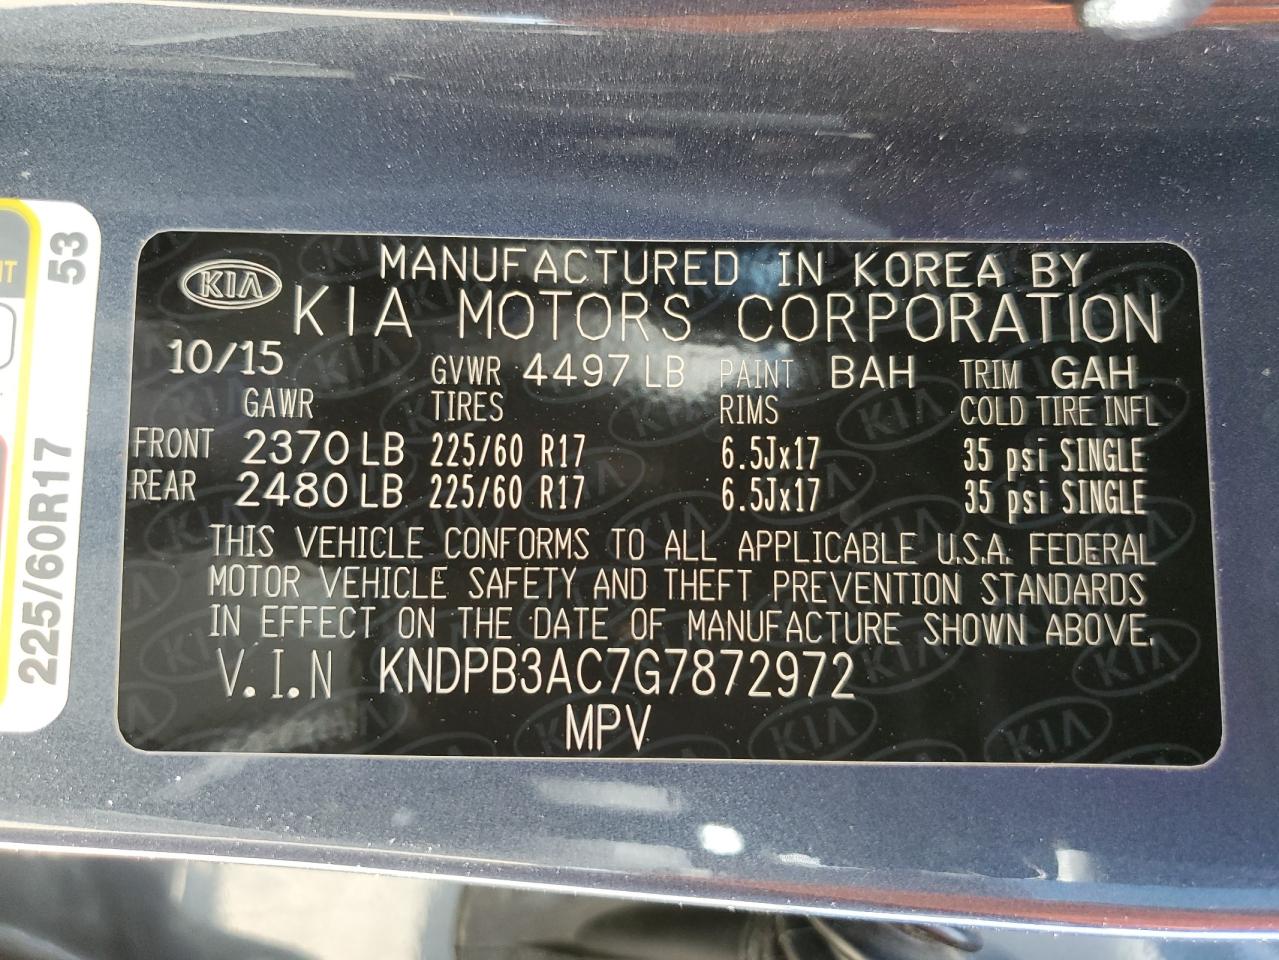 KIA
MANUFACTURED IN KOREA BY
KIA MOTORS CORPORATION
10/15 GVWR 4497 LB PAINT BAH TRIM GAH
GAWR TIRES RIMS COLD TIRE INFL
FRONT 2370 LB 225/60 R17 6.5Jx17 35 psi SINGLE
REAR 2480 LB 225/60 R17 6.5Jx17 35 psi SINGLE
THIS VEHICLE CONFORMS TO ALL APPLICABLE U.S.A. FEDERAL
MOTOR VEHICLE SAFETY AND THEFT PREVENTION STANDARDS
IN EFFECT ON THE DATE OF MANUFACTURE SHOWN ABOVE.
V.I.N KNDPB3AC7G7872972
MPV
225/60R17 53